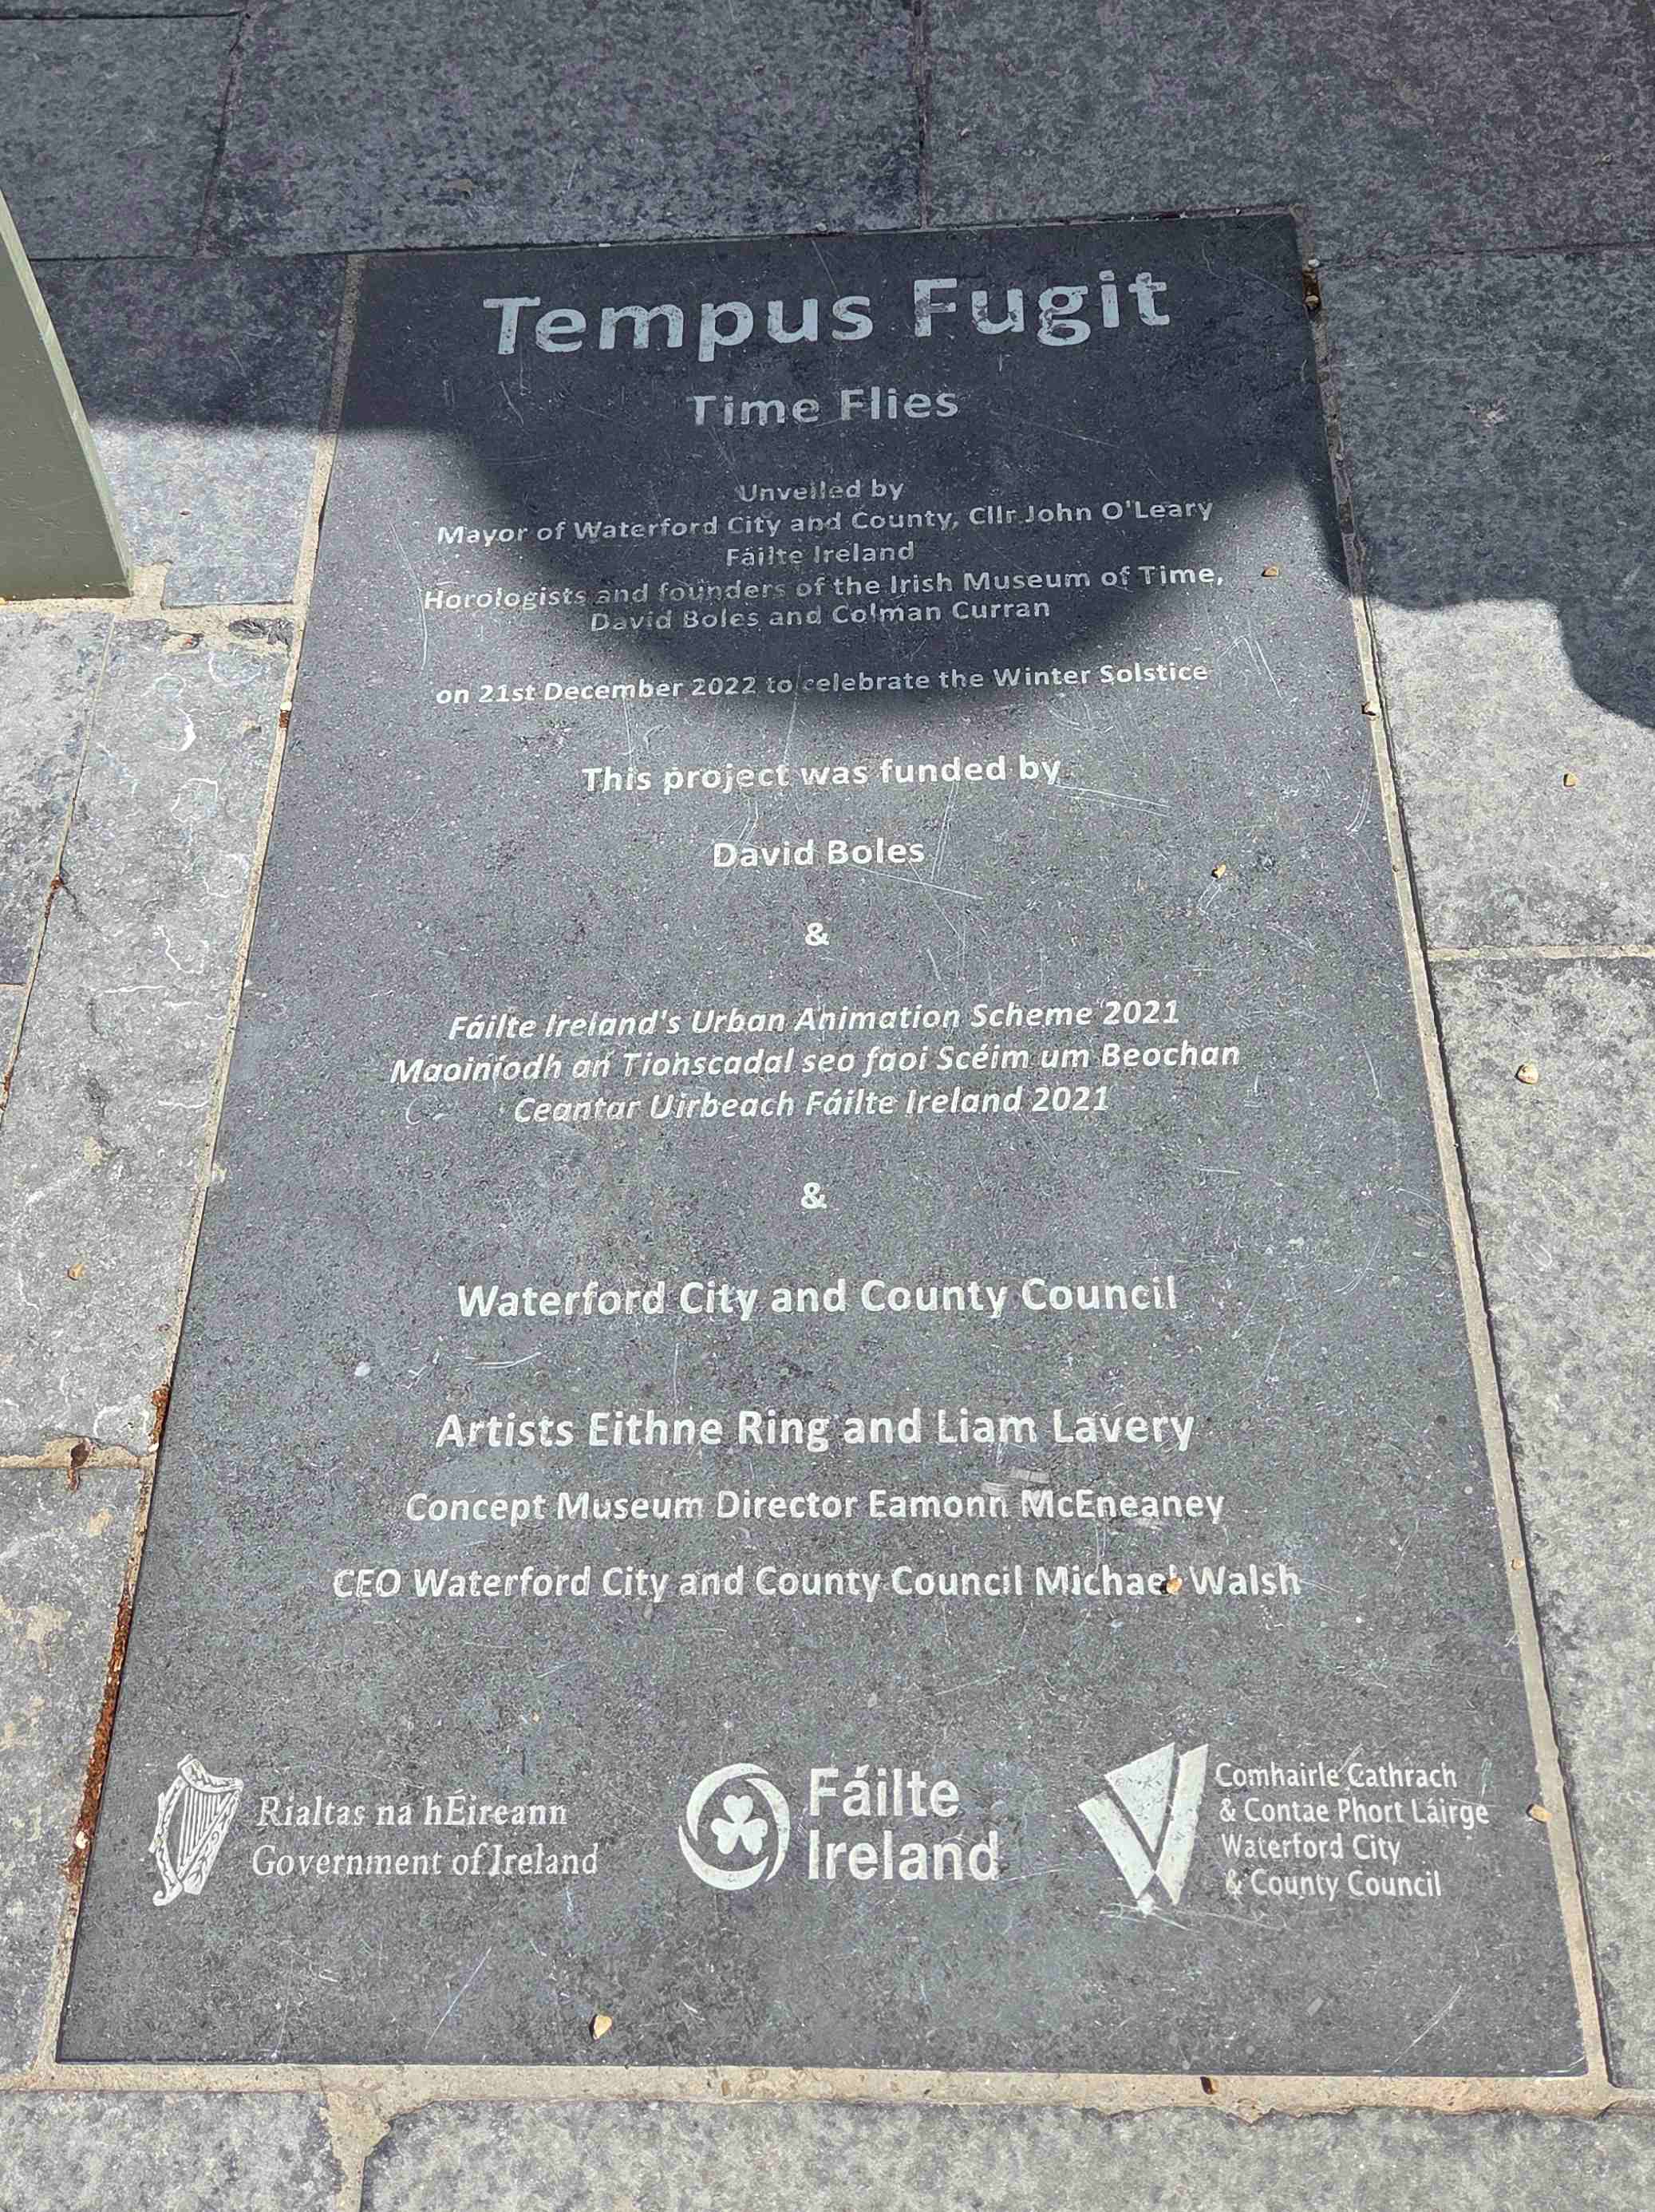 Tempus Fugit
Time Flies
Unveiled by
Mayor of Waterford City and County, Cllr John O'Leary
Fáilte Ireland
Horologists and founders of the Irish Museum of Time,
David Boles and Colman Curran
on 21st December 2022 to celebrate the Winter Solstice
This project was funded by
David Boles
&
Fáilte Ireland's Urban Animation Scheme 2021
Maoiníodh an Tionscadal seo faoi Scéim um Beochan
Ceantar Uirbeach Fáilte Ireland 2021
&
Waterford City and County Council
Artists Eithne Ring and Liam Lavery
Concept Museum Director Eamonn McEneaney
CEO Waterford City and County Council Michael Walsh
Rialtas na hÉireann
Government of Ireland
Fáilte
Ireland
Comhairle Cathrach
& Contae Phort Láirge
Waterford City
& County Council